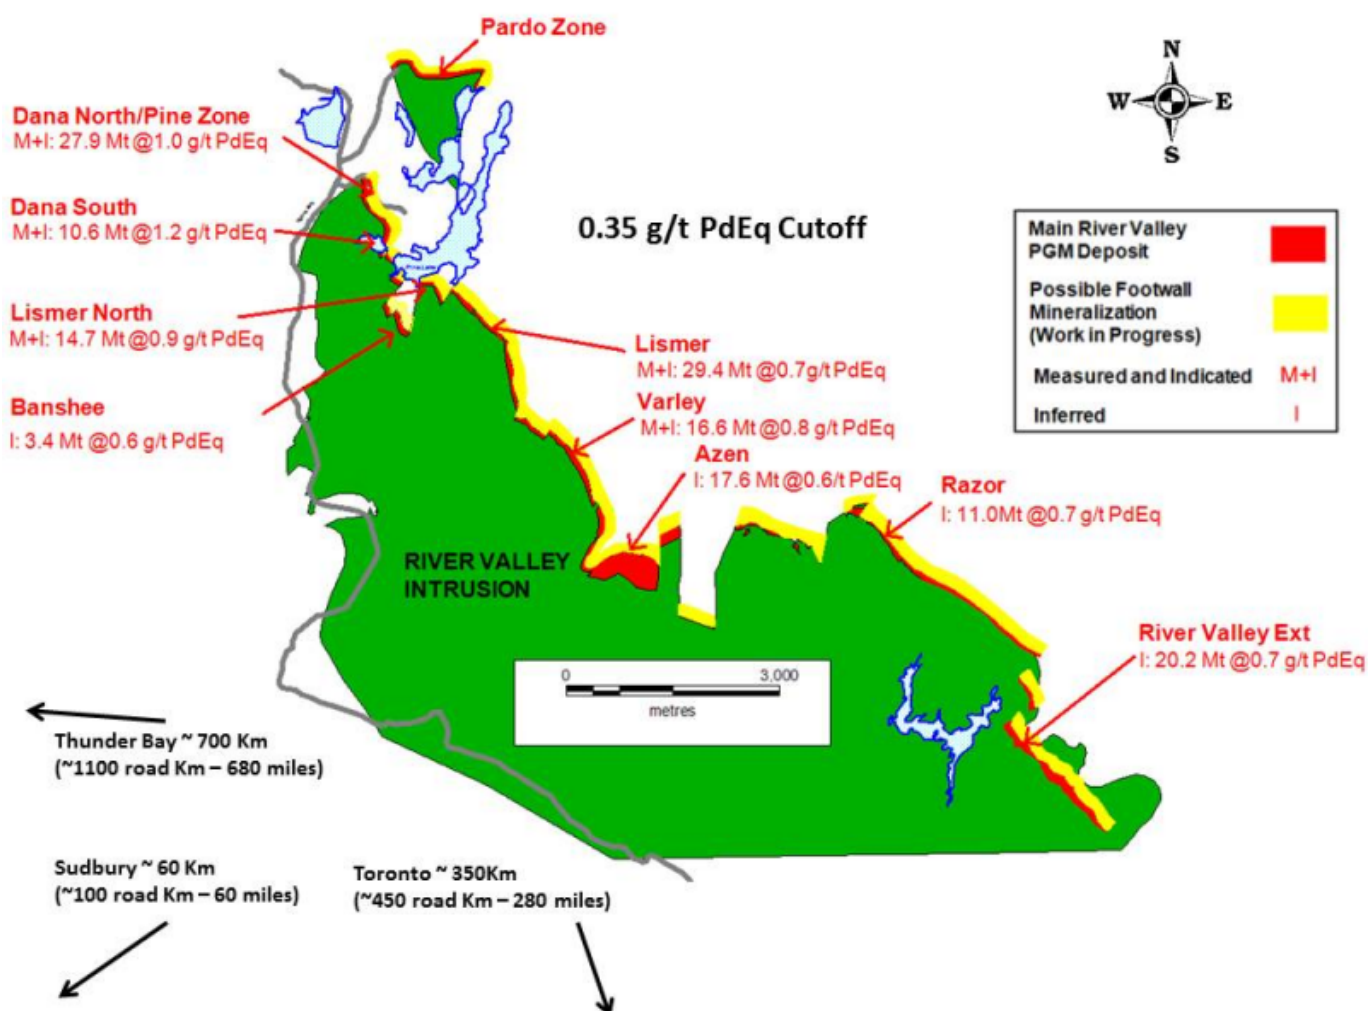 Pardo Zone
N
W E
S
Dana North/Pine Zone
M+I: 27.9 Mt @1.0 g/t PdEq
Dana South
M+I: 10.6 Mt @1.2 g/t PdEq
0.35 g/t PdEq Cutoff
Main River Valley
PGM Deposit
Possible Footwall
Mineralization
(Work in Progress)
Measured and Indicated M+I
Inferred I
Lismer North
M+I: 14.7 Mt @0.9 g/t PdEq
Lismer
M+I: 29.4 Mt @0.7g/t PdEq
Banshee
I: 3.4 Mt @0.6 g/t PdEq
Varley
M+I: 16.6 Mt @0.8 g/t PdEq
Azen
I: 17.6 Mt @0.6/t PdEq
Razor
I: 11.0Mt @0.7 g/t PdEq
RIVER VALLEY
INTRUSION
River Valley Ext
I: 20.2 Mt @0.7 g/t PdEq
0 3,000
metres
Thunder Bay ~ 700 Km
(~1100 road Km – 680 miles)
Sudbury ~ 60 Km
(~100 road Km – 60 miles)
Toronto ~ 350Km
(~450 road Km – 280 miles)